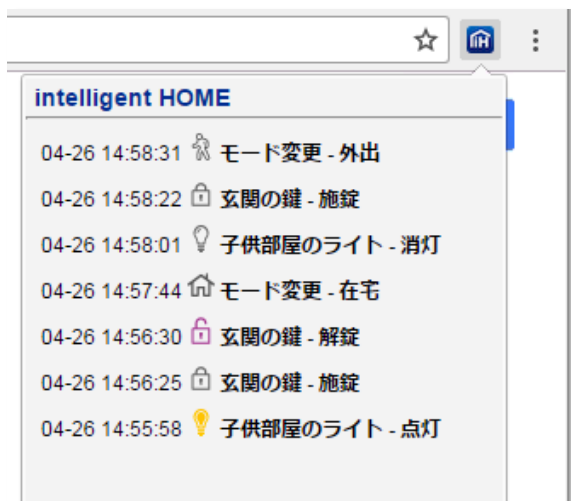 intelligent HOME
04-26 14:58:31 モード変更 - 外出
04-26 14:58:22 玄関の鍵 - 施錠
04-26 14:58:01 子供部屋のライト - 消灯
04-26 14:57:44 モード変更 - 在宅
04-26 14:56:30 玄関の鍵 - 解錠
04-26 14:56:25 玄関の鍵 - 施錠
04-26 14:55:58 子供部屋のライト - 点灯